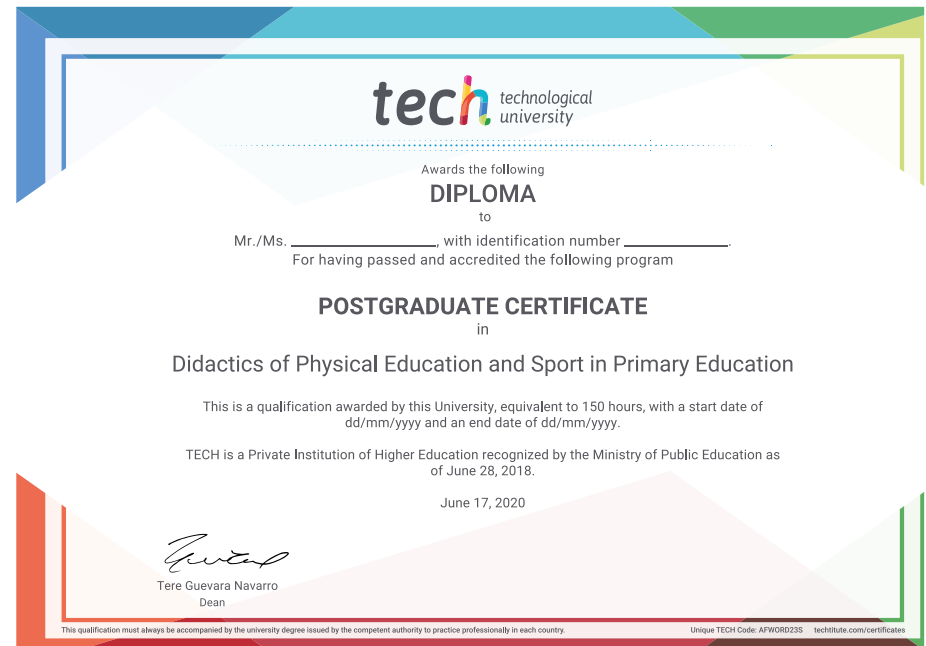 tech technological
university
Awards the following
DIPLOMA
to
Mr./Ms. ________________, with identification number ____________.
For having passed and accredited the following program
POSTGRADUATE CERTIFICATE
in
Didactics of Physical Education and Sport in Primary Education
This is a qualification awarded by this University, equivalent to 150 hours, with a start date of
dd/mm/yyyy and an end date of dd/mm/yyyy.
TECH is a Private Institution of Higher Education recognized by the Ministry of Public Education as
of June 28, 2018.
June 17, 2020
Tere Guevara Navarro
Dean
This qualification must always be accompanied by the university degree issued by the competent authority to practice professionally in each country.
Unique TECH Code: AFWORD23S techtitute.com/certificates